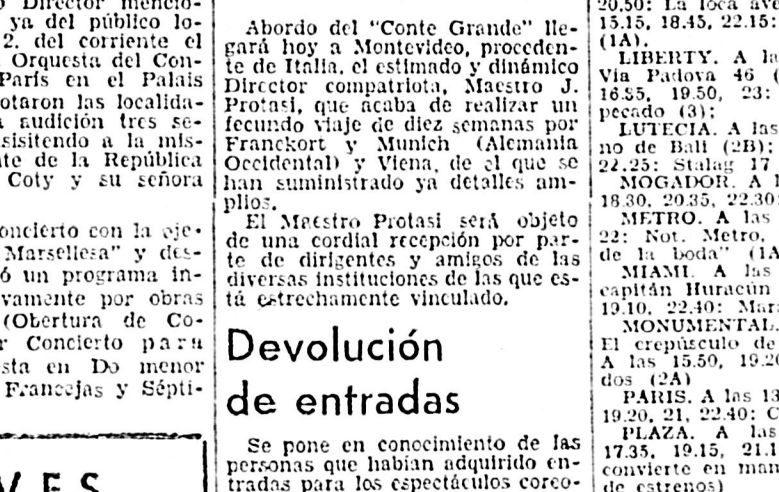 Director mencio-
ya del público lo-
2. del corriente el
Orquesta del Con-
París en el Palais
otaron las localida-
audición tres se-
sisitendo a la mis-
te de la República
Coty y su señora
oncierto con la eje-
Marsellesa" y des-
ó un programa in-
vamente por obras
(Obertura de Co-
r Concierto para
sta en Do menor
Francejas y Sépti-
VES
Abordo del "Conte Grande" lle-
gará hoy a Montevideo, proceden-
te de Italia, el estimado y dinámico
Director compatriota, Maestro J.
Protasi, que acaba de realizar un
fecundo viaje de diez semanas por
Franckort y Munich (Alemania
Occidental) y Viena, de el que se
han suministrado ya detalles am-
plios.
El Maestro Protasi será objeto
de una cordial recepción por par-
te de dirigentes y amigos de las
diversas instituciones de las que es-
tá estrechamente vinculado.
Devolución
de entradas
Se pone en conocimiento de las
personas que habían adquirido en-
tradas para los espectáculos coreo-
20.50: La loca ave
15.15, 18.45, 22.15:
(1A).
LIBERTY. A la
Vía Padova 46 (
16.35, 19.50, 23:
pecado (3);
LUTECIA. A las
no de Bali (2B);
22.25: Stalag 17
MOGADOR. A l
18.30, 20.35, 22.30:
METRO. A las
22: Not. Metro,
de la boda" (1A
MIAMI. A las
capitán Huracún
19.10, 22.40: Mar
MONUMENTAL.
El crepúsculo de
A las 15.50, 19.20
dos (2A)
PARIS. A las 13
19.20, 21, 22.40: C
PLAZA. A las
17.35, 19.15, 21.1
convierte en man
de estrenos)